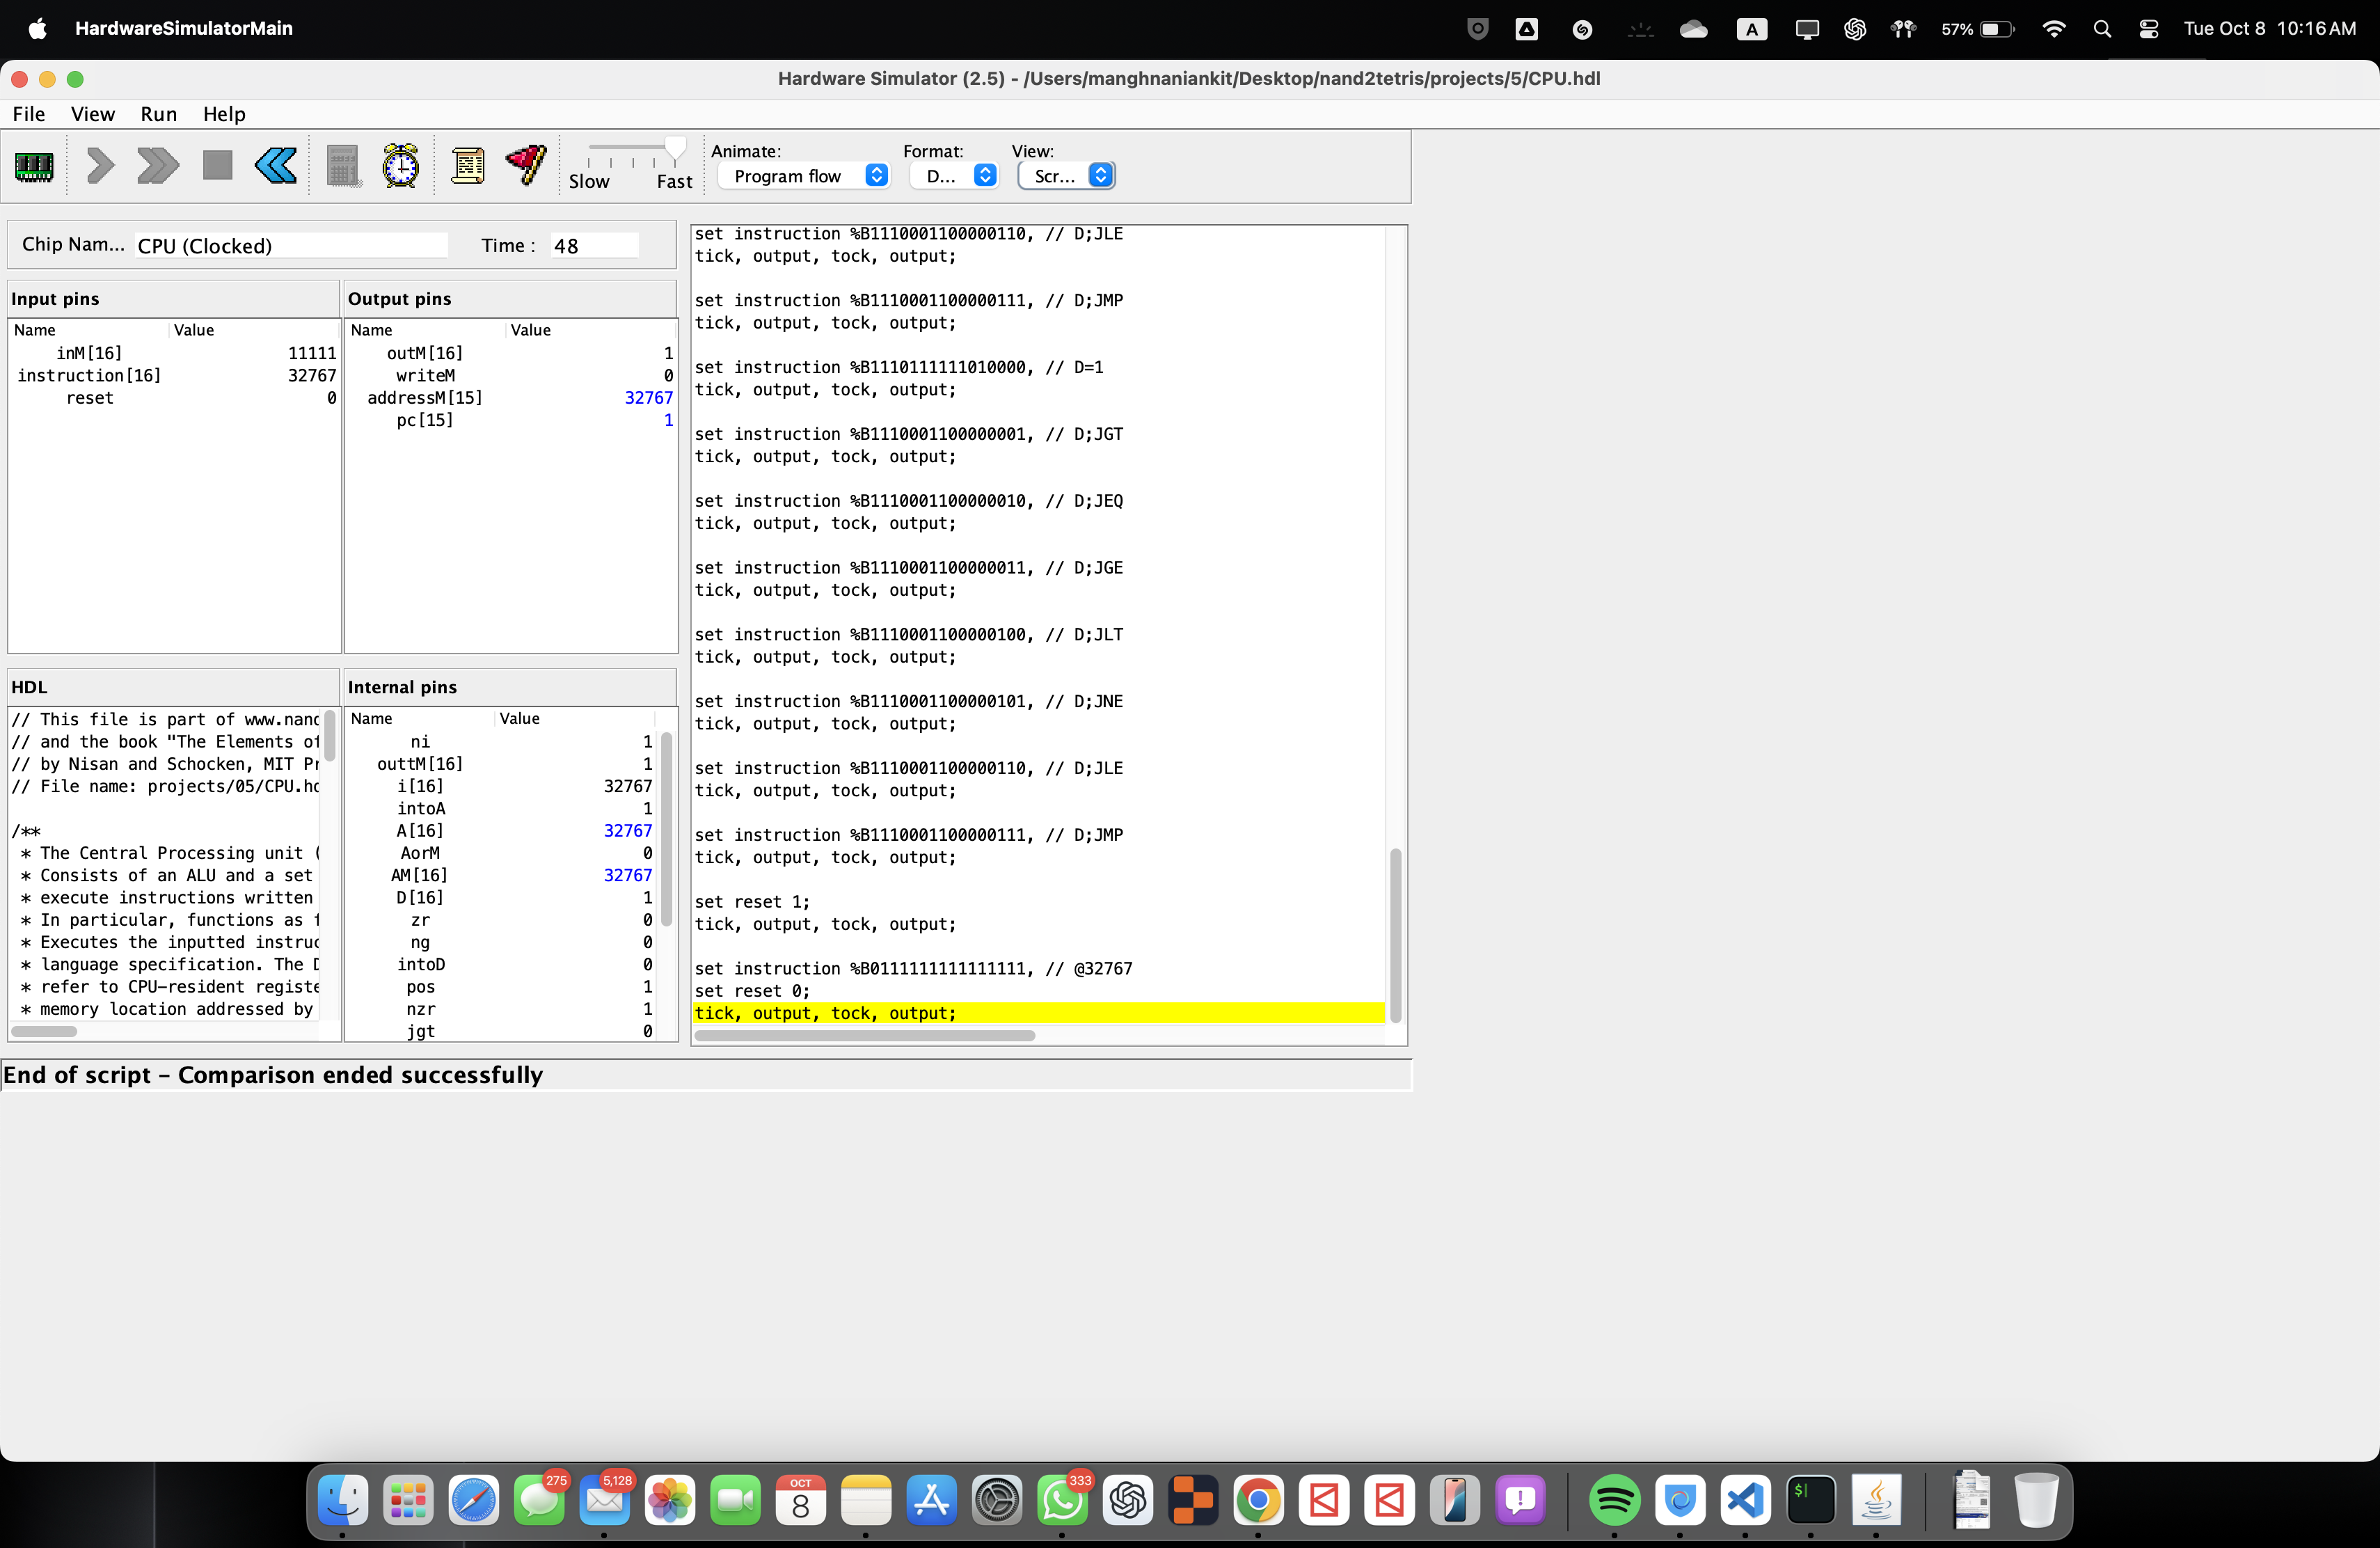 HardwareSimulatorMain
A
57%
Tue Oct 8 10:16 AM
Hardware Simulator (2.5) - /Users/manghnaniankit/Desktop/nand2tetris/projects/5/CPU.hdl
File View Run Help
Slow Fast
Animate: Format: View:
Program flow D... Scr...
Chip Nam... CPU (Clocked) Time : 48
Input pins
Name Value
inM[16] 11111
instruction[16] 32767
reset 0
Output pins
Name Value
outM[16] 1
writeM 0
addressM[15] 32767
pc[15] 1
HDL
// This file is part of www.nand
// and the book "The Elements of
// by Nisan and Schocken, MIT Pr
// File name: projects/05/CPU.hd
/**
* The Central Processing unit (
* Consists of an ALU and a set
* execute instructions written
* In particular, functions as f
* Executes the inputted instruc
* language specification. The D
* refer to CPU-resident registe
* memory location addressed by
Internal pins
Name Value
ni 1
outtM[16] 1
i[16] 32767
intoA 1
A[16] 32767
AorM 0
AM[16] 32767
D[16] 1
zr 0
ng 0
intoD 0
pos 1
nzr 1
jgt 0
set instruction %B1110001100000110, // D;JLE
tick, output, tock, output;
set instruction %B1110001100000111, // D;JMP
tick, output, tock, output;
set instruction %B1110111111010000, // D=1
tick, output, tock, output;
set instruction %B1110001100000001, // D;JGT
tick, output, tock, output;
set instruction %B1110001100000010, // D;JEQ
tick, output, tock, output;
set instruction %B1110001100000011, // D;JGE
tick, output, tock, output;
set instruction %B1110001100000100, // D;JLT
tick, output, tock, output;
set instruction %B1110001100000101, // D;JNE
tick, output, tock, output;
set instruction %B1110001100000110, // D;JLE
tick, output, tock, output;
set instruction %B1110001100000111, // D;JMP
tick, output, tock, output;
set reset 1;
tick, output, tock, output;
set instruction %B0111111111111111, // @32767
set reset 0;
tick, output, tock, output;
End of script – Comparison ended successfully
275
5,128
OCT
8
333
$